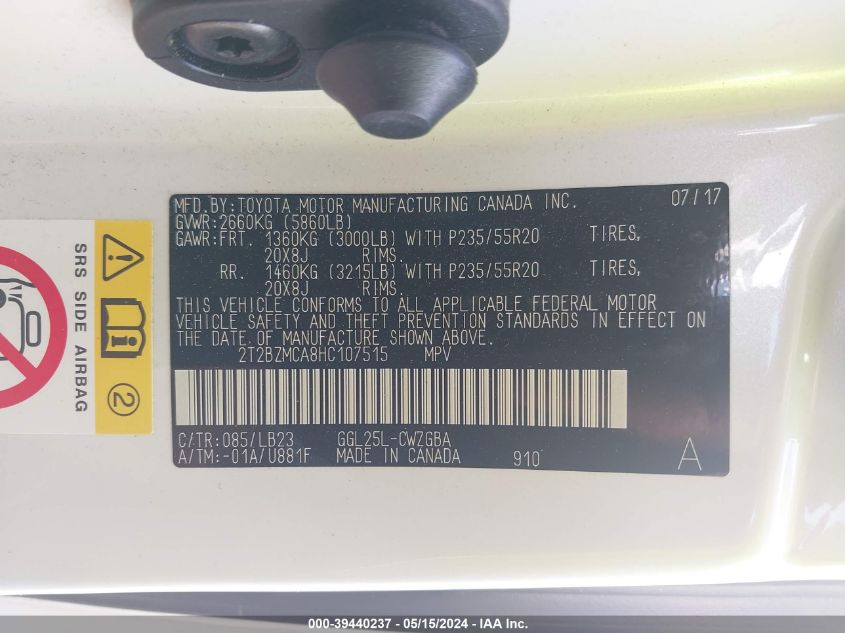 MFD.BY:TOYOTA MOTOR MANUFACTURING CANADA INC. 07/17
GVWR:2660KG (5860LB)
GAWR:FRT. 1360KG (3000LB) WITH P235/55R20 TIRES,
20X8J RIMS.
RR. 1460KG (3215LB) WITH P235/55R20 TIRES,
20X8J RIMS.
THIS VEHICLE CONFORMS TO ALL APPLICABLE FEDERAL MOTOR
VEHICLE SAFETY AND THEFT PREVENTION STANDARDS IN EFFECT ON
THE DATE OF MANUFACTURE SHOWN ABOVE.
2T2BZMCA8HC107515 MPV
C/TR:085/LB23 GGL25L-CWZGBA
A/TM:-01A/U881F MADE IN CANADA 910 A
SRS SIDE AIRBAG
2
000-39440237 - 05/15/2024 - IAA Inc.